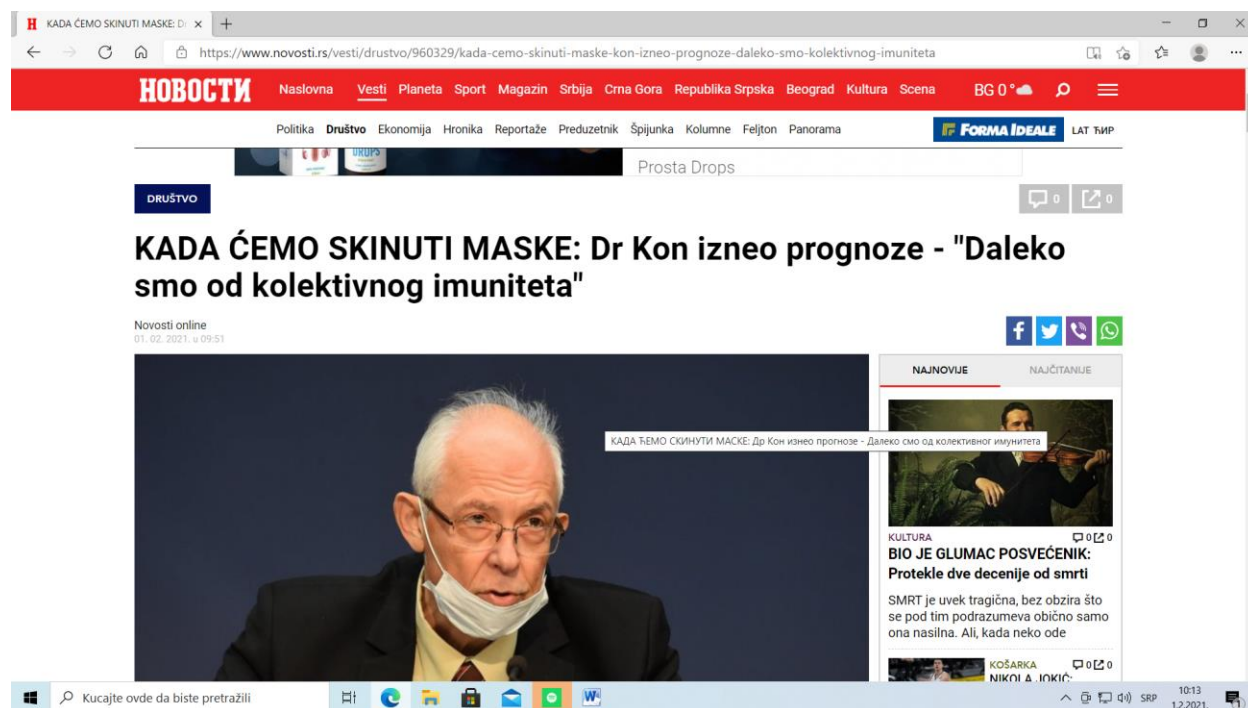 H KADA ĆEMO SKINUTI MASKE: D
https://www.novosti.rs/vesti/drustvo/960329/kada-cemo-skinuti-maske-kon-izneo-prognoze-daleko-smo-kolektivnog-imuniteta
НОВОСТИ Naslovna Vesti Planeta Sport Magazin Srbija Crna Gora Republika Srpska Beograd Kultura Scena BG 0°
Politika Društvo Ekonomija Hronika Reportaže Preduzetnik Špijunka Kolumne Feljton Panorama FORMA IDEALE LAT ЋИР
DROPS
Prosta Drops
DRUŠTVO 0 0
KADA ĆEMO SKINUTI MASKE: Dr Kon izneo prognoze - "Daleko
smo od kolektivnog imuniteta"
Novosti online
01. 02. 2021. u 09:51
NAJNOVIJE NAJČITANIJE
КАДА ЋЕМО СКИНУТИ МАСКЕ: Др Кон изнео прогнозе - Далеко смо од колективног имунитета
KULTURA 0 0
BIO JE GLUMAC POSVEĆENIK:
Protekle dve decenije od smrti
SMRT je uvek tragična, bez obzira što
se pod tim podrazumeva obično samo
ona nasilna. Ali, kada neko ode
KOŠARKA 0 0
NIKOLA JOKIĆ:
Kucajte ovde da biste pretražili
SRP 10:13
1.2.2021.
1